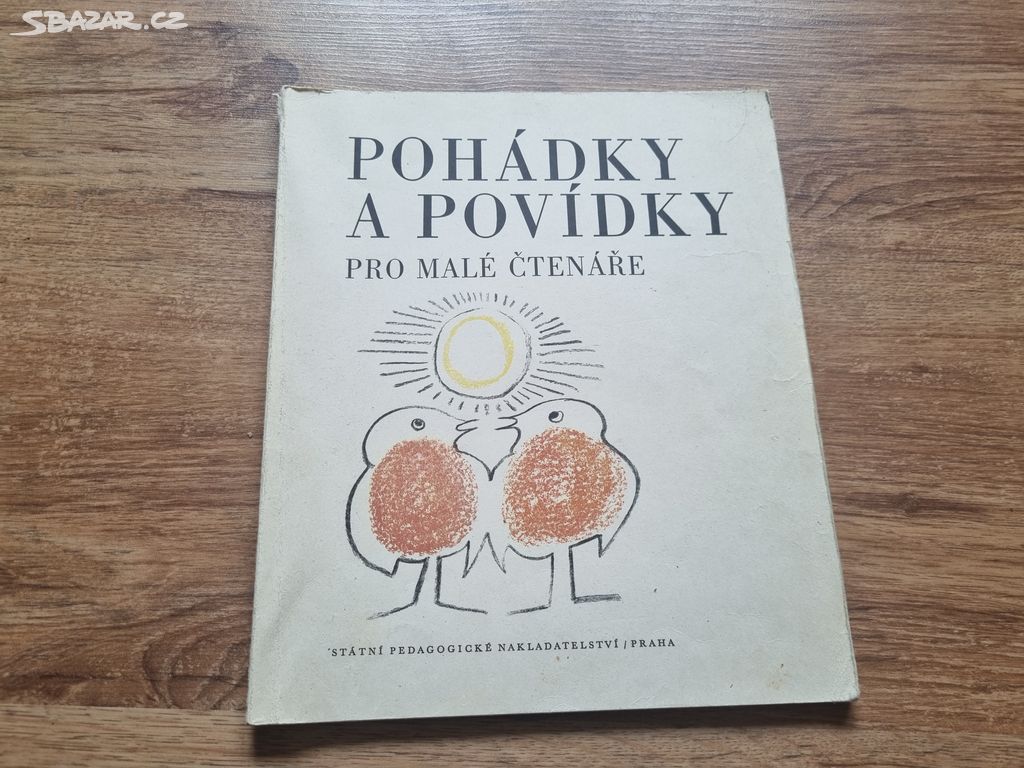 SBAZAR.CZ
POHÁDKY
A POVÍDKY
PRO MALÉ ČTENÁŘE
STÁTNÍ PEDAGOGICKÉ NAKLADATELSTVÍ / PRAHA